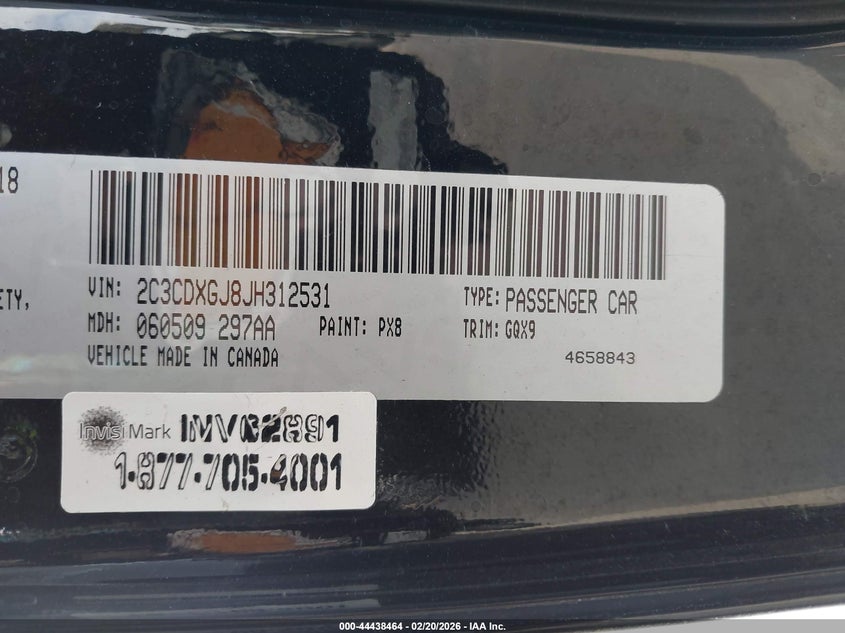 18
ETY,
VIN: 2C3CDXGJ8JH312531 TYPE: PASSENGER CAR
MDH: 060509 297AA PAINT: PX8 TRIM: GQX9
VEHICLE MADE IN CANADA 4658843
InvisiMark INV02891
1-877-705-4001
000-44438464 — 02/20/2026 — IAA Inc.